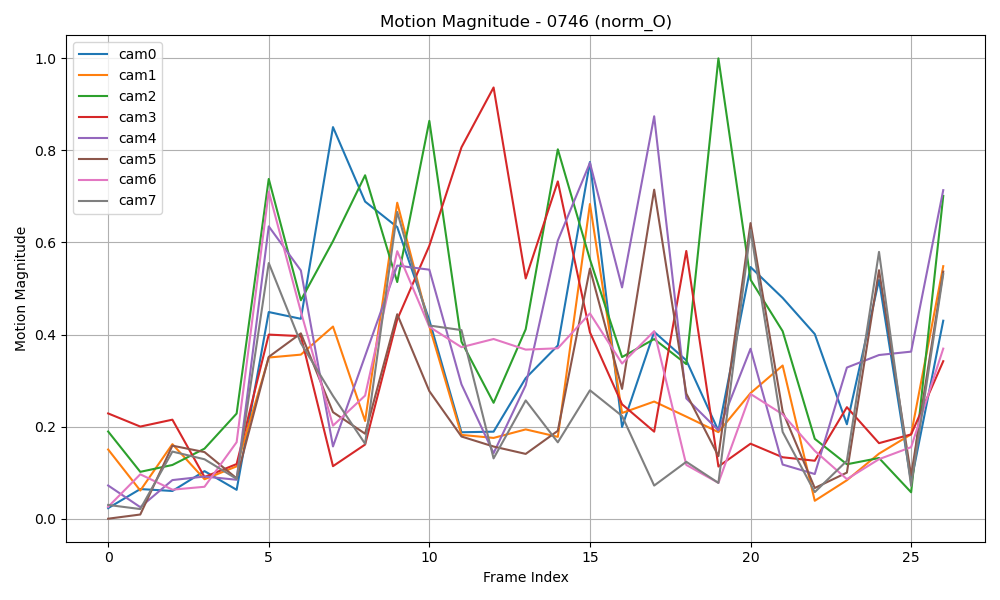 Motion Magnitude - 0746 (norm_O)
cam0
cam1
cam2
cam3
cam4
cam5
cam6
cam7
Motion Magnitude
1.0
0.8
0.6
0.4
0.2
0.0
0 5 10 15 20 25
Frame Index